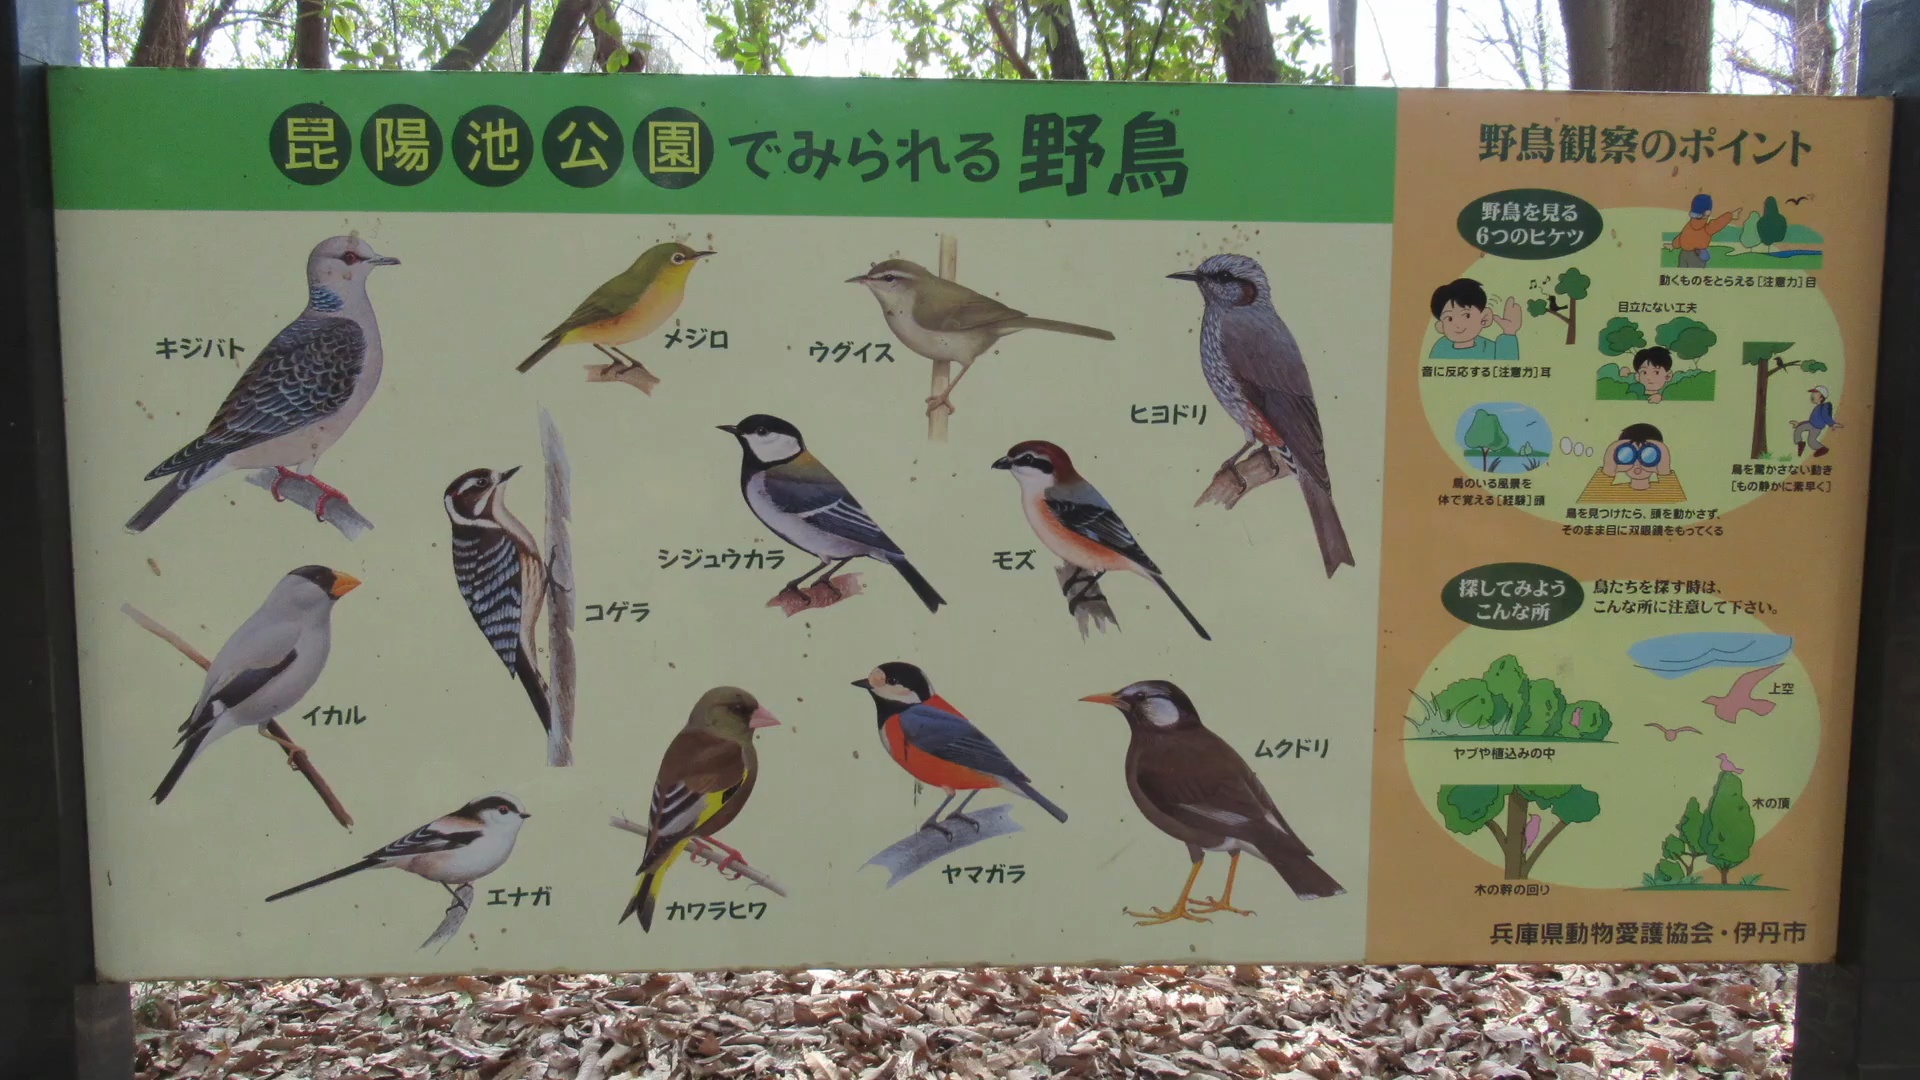 昆陽池公園でみられる野鳥
キジバト
メジロ
ウグイス
ヒヨドリ
シジュウカラ
モズ
コゲラ
イカル
ムクドリ
エナガ
カワラヒワ
ヤマガラ
野鳥観察のポイント
野鳥を見る
6つのヒケツ
動くものをとらえる[注意力]目
音に反応する[注意力]耳
目立たない工夫
鳥を驚かさない動き
[もの静かに素早く]
鳥のいる風景を
体で覚える[経験]頭
鳥を見つけたら、頭を動かさず、
そのまま目に双眼鏡をもってくる
探してみよう
こんな所
鳥たちを探す時は、
こんな所に注意して下さい。
上空
ヤブや植込みの中
木の頂
木の幹の回り
兵庫県動物愛護協会・伊丹市